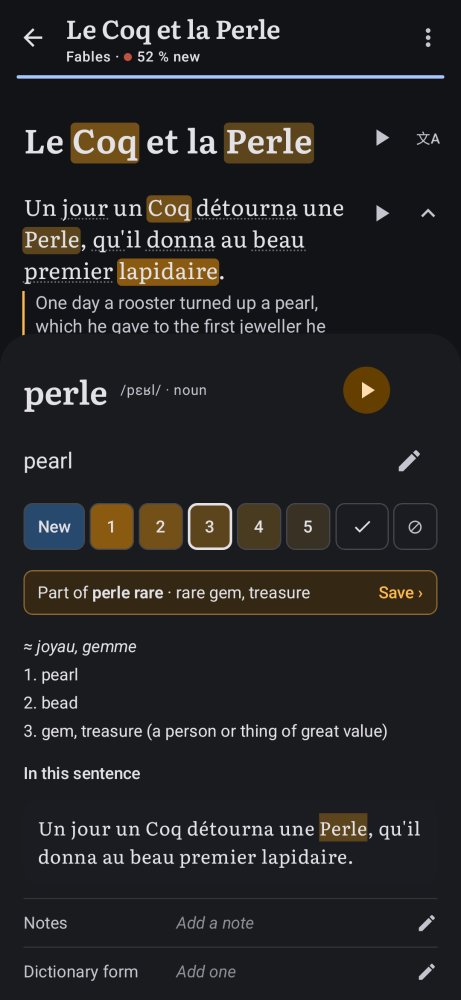 Le Coq et la Perle
Fables · 52 % new
Le Coq et la Perle
文A
Un jour un Coq détourna une
Perle, qu'il donna au beau
premier lapidaire.
One day a rooster turned up a pearl,
which he gave to the first jeweller he
perle /pɛʁl/ · noun
pearl
New 1 2 3 4 5
Part of perle rare · rare gem, treasure Save ›
≈ joyau, gemme
1. pearl
2. bead
3. gem, treasure (a person or thing of great value)
In this sentence
Un jour un Coq détourna une Perle, qu'il
donna au beau premier lapidaire.
Notes Add a note
Dictionary form Add one